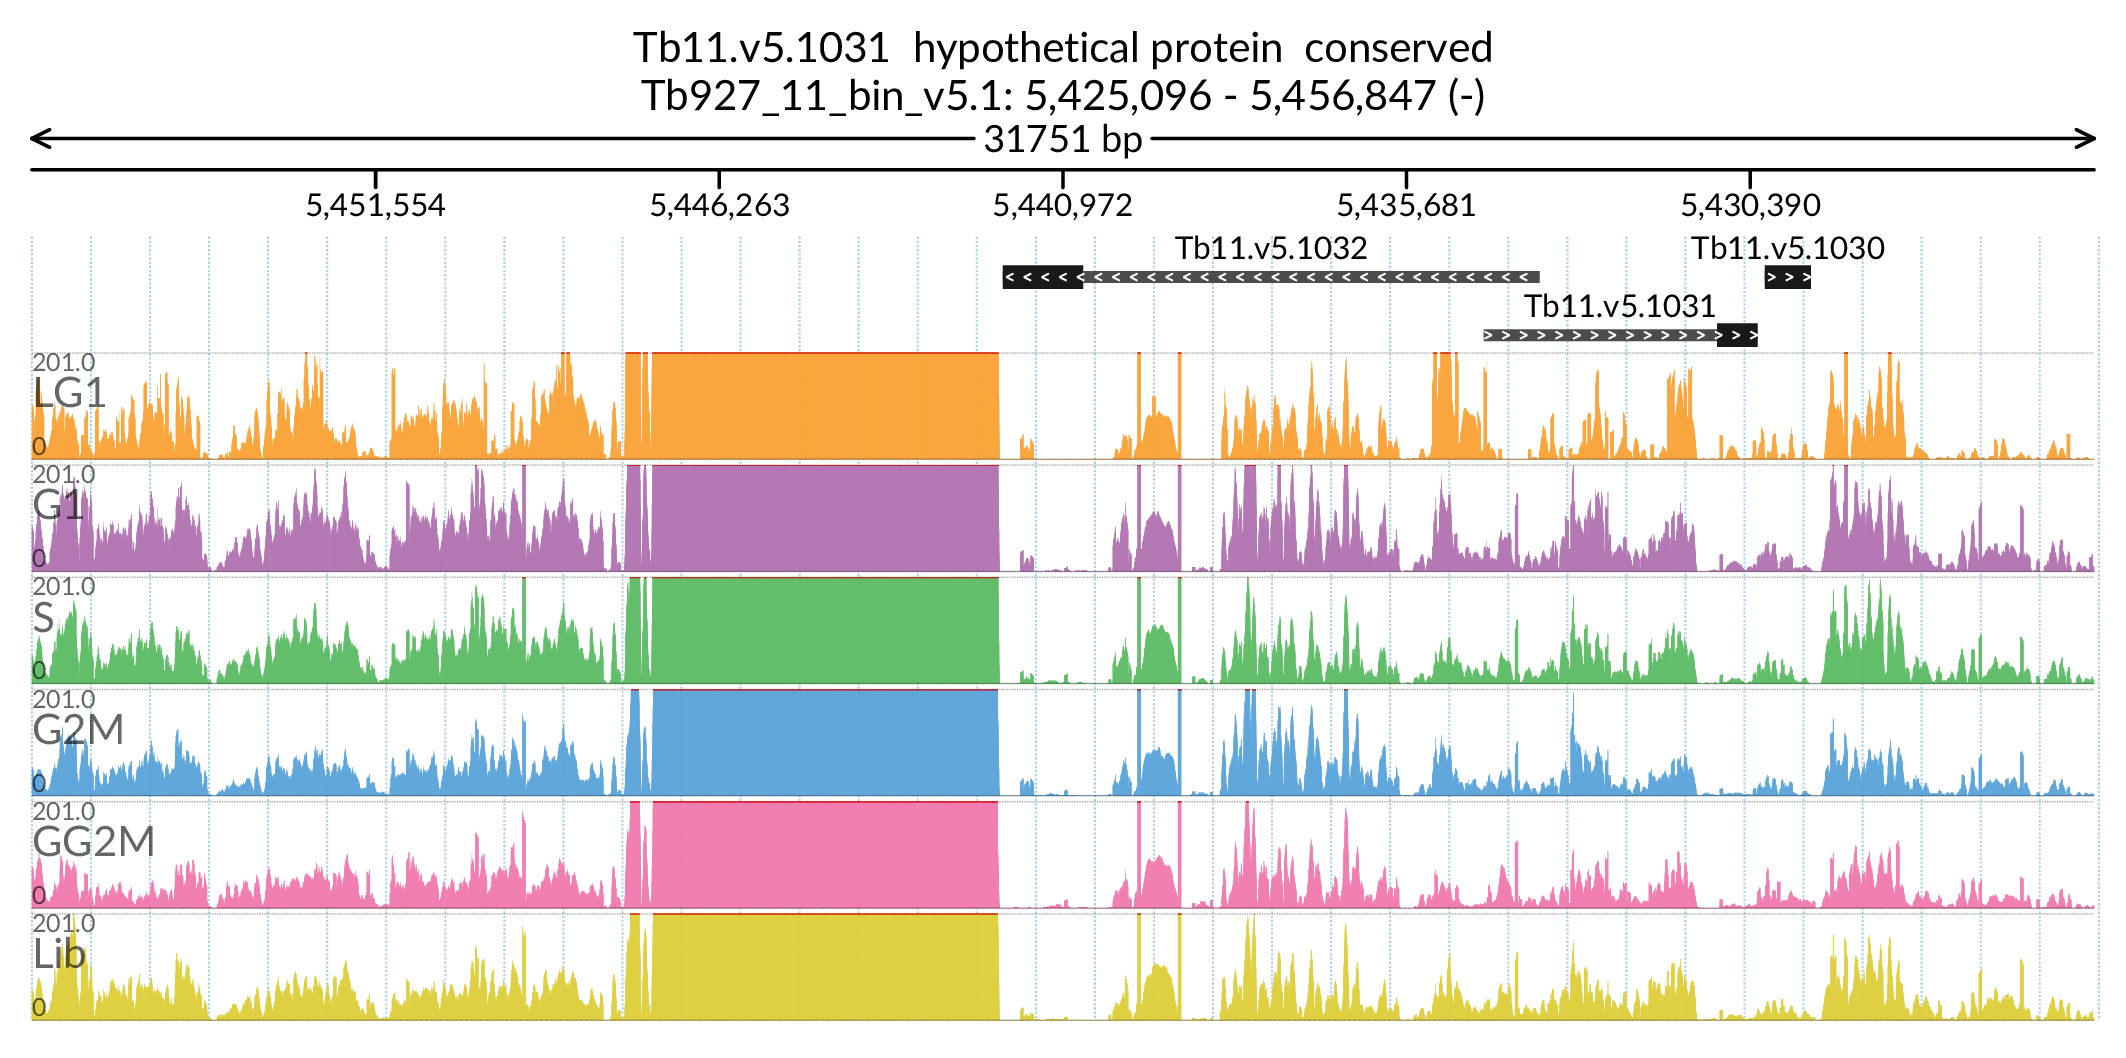 Tb11.v5.1031 hypothetical protein conserved
Tb927_11_bin_v5.1: 5,425,096 - 5,456,847 (-)
31751 bp
5,451,554 5,446,263 5,440,972 5,435,681 5,430,390
Tb11.v5.1032 Tb11.v5.1030
Tb11.v5.1031
201.0
LG1
0
201.0
G1
0
201.0
S
0
201.0
G2M
0
201.0
GG2M
0
201.0
Lib
0